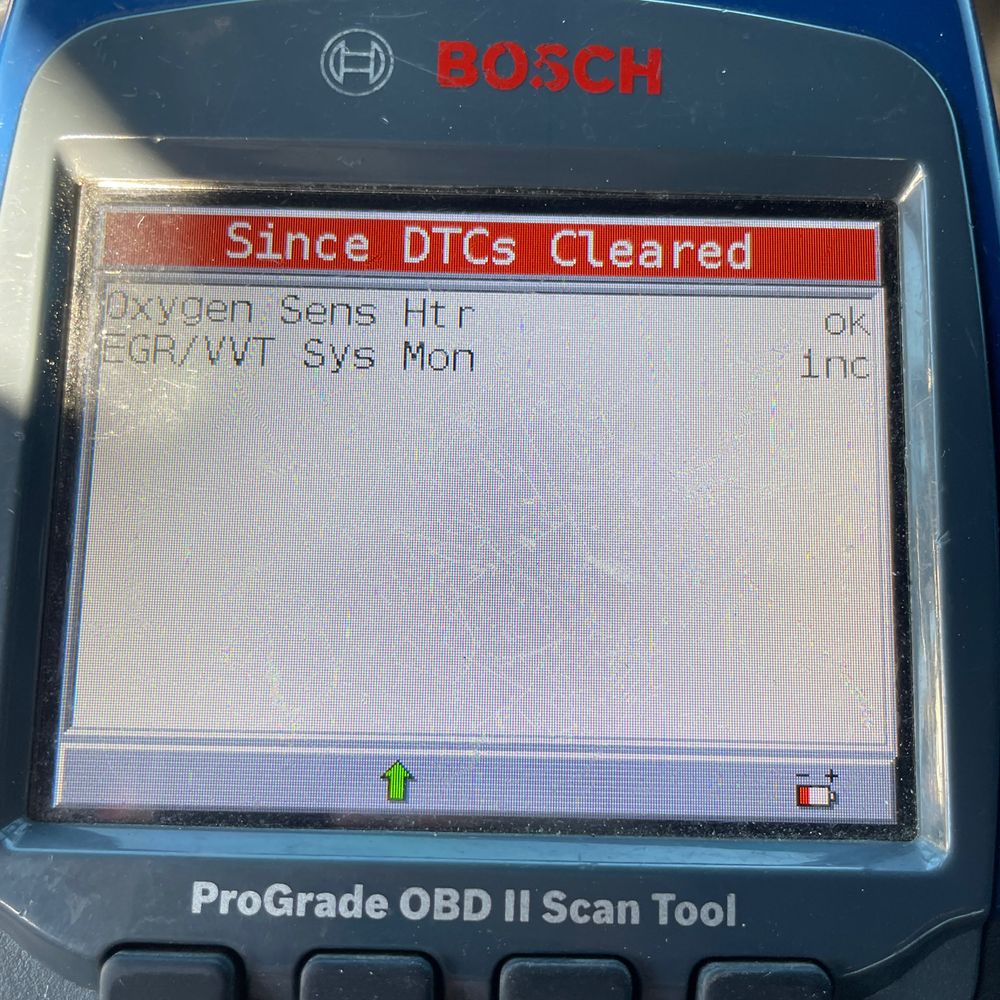 BOSCH
Since DTCs Cleared
Oxygen Sens Htr ok
EGR/VVT Sys Mon inc
- +
ProGrade OBD II Scan Tool